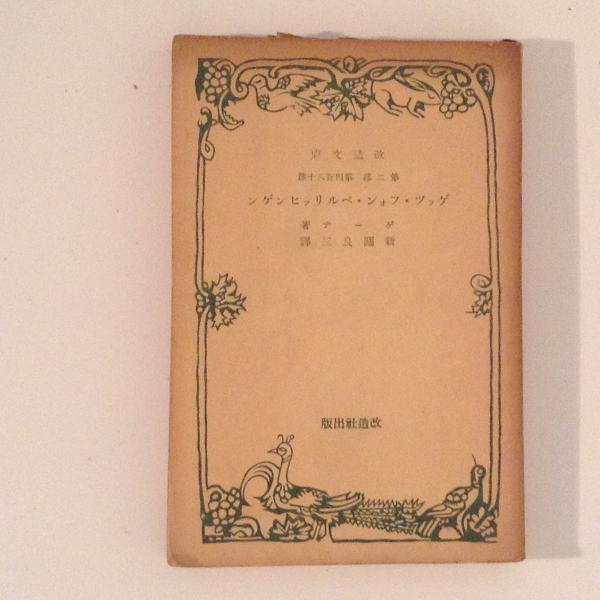 改造文庫
第二部 第四百八十篇
ゲッツ・フォン・ベルリッヒンゲン
ゲーテ著
新關良三譯
改造社出版